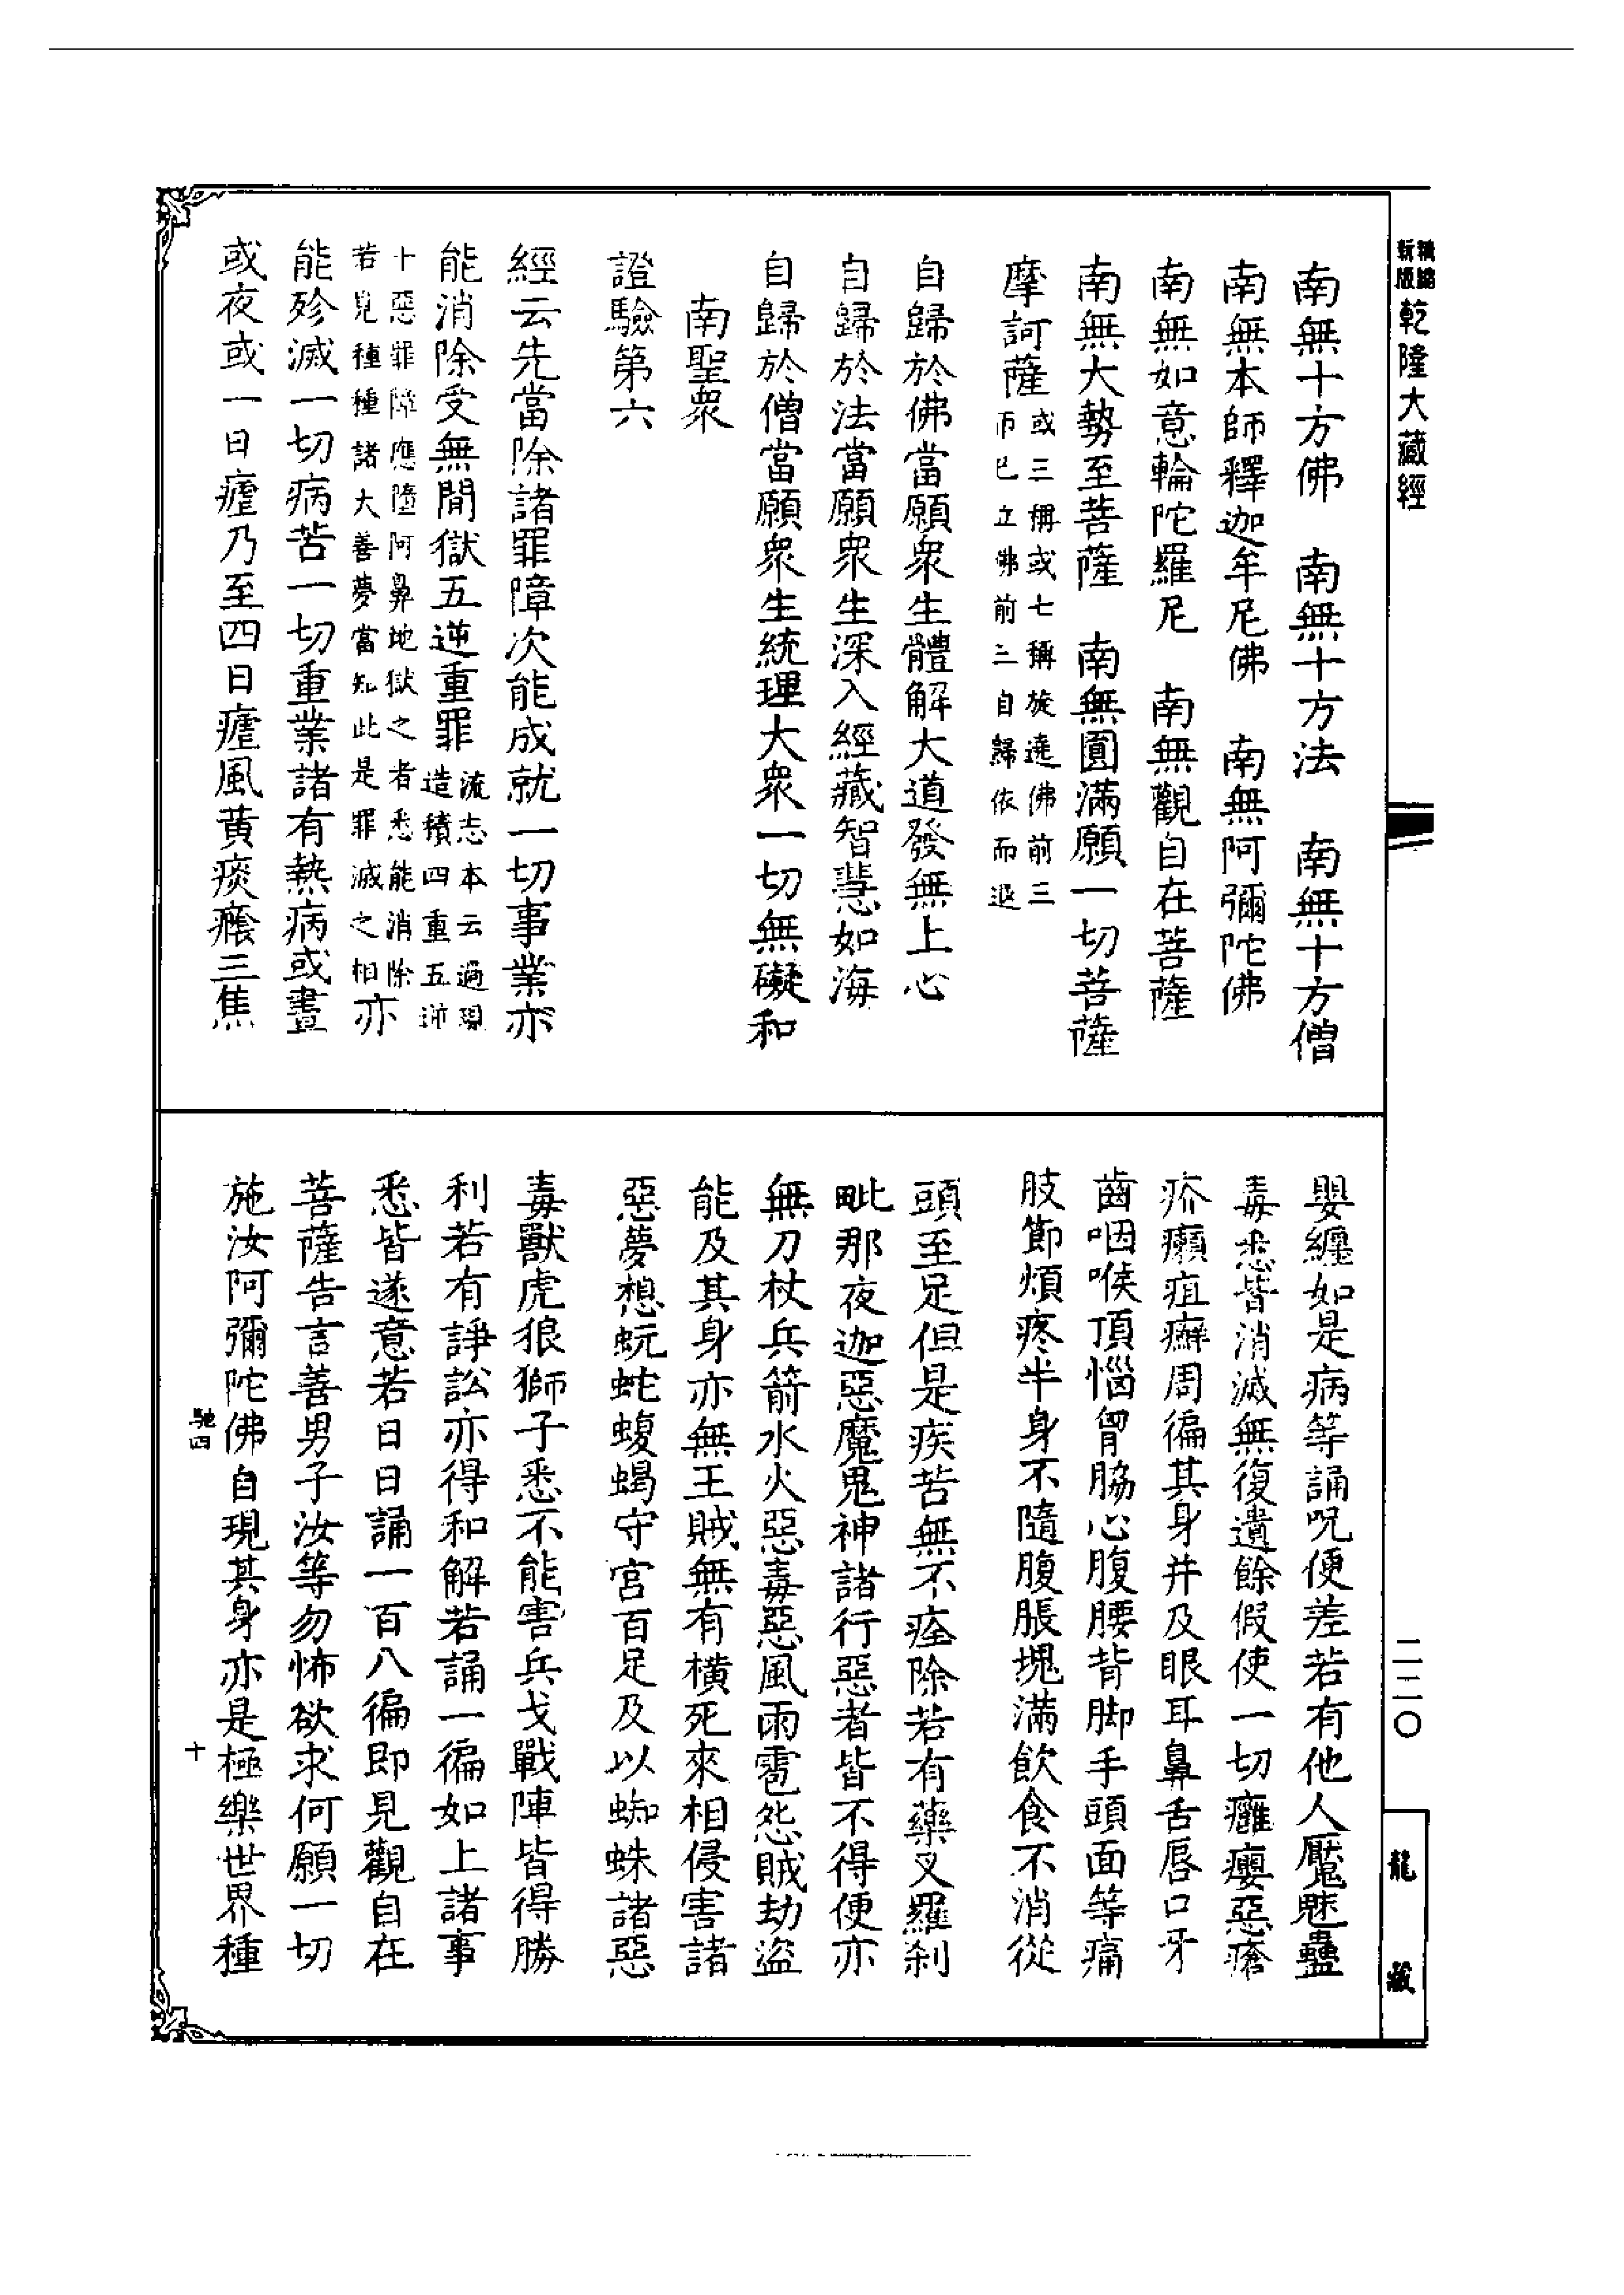 新版精縮乾隆大藏經
南無十方佛　南無十方法　南無十方僧
南無本師釋迦牟尼佛　南無阿彌陀佛
南無如意輪陀羅尼　南無觀自在菩薩
南無大勢至菩薩　南無圓滿願一切菩薩
摩訶薩或三稱或七稱旋遶佛前三
帀已立佛前三自歸依而退
自歸於佛當願衆生體解大道發無上心
自歸於法當願衆生深入經藏智慧如海
自歸於僧當願衆生統理大衆一切無礙和
南聖衆
證驗第六
經云先當除諸罪障次能成就一切事業亦
能消除受無間獄五逆重罪流志本云過現
造積四重五逆
十惡罪障應墮阿鼻地獄之者悉能消除
若見種種諸大善夢當知此是罪滅之相亦
能殄滅一切病苦一切重業諸有熱病或晝
或夜或一日瘧乃至四日瘧風黃痰癊三焦
嬰纏如是病等誦呪便差若有他人魘魅蠱
毒悉皆消滅無復遺餘假使一切癰癭惡瘡
疥癩疽癬周徧其身并及眼耳鼻舌唇口牙
齒咽喉頂惱胷脇心腹腰背脚手頭面等痛
肢節煩疼半身不隨腹脹塊滿飲食不消從
頭至足但是疾苦無不痊除若有藥叉羅刹
毗那夜迦惡魔鬼神諸行惡者皆不得便亦
無刀杖兵箭水火惡毒惡風雨雹怨賊劫盜
能及其身亦無王賊無有橫死來相侵害諸
惡夢想蚖蛇蝮蝎守宮百足及以蜘蛛諸惡
毒獸虎狼獅子悉不能害兵戈戰陣皆得勝
利若有諍訟亦得和解若誦一徧如上諸事
悉皆遂意若日日誦一百八徧即見觀自在
菩薩告言善男子汝等勿怖欲求何願一切
施汝阿彌陀佛自現其身亦是極樂世界種
馳四
十
二二〇
龍藏